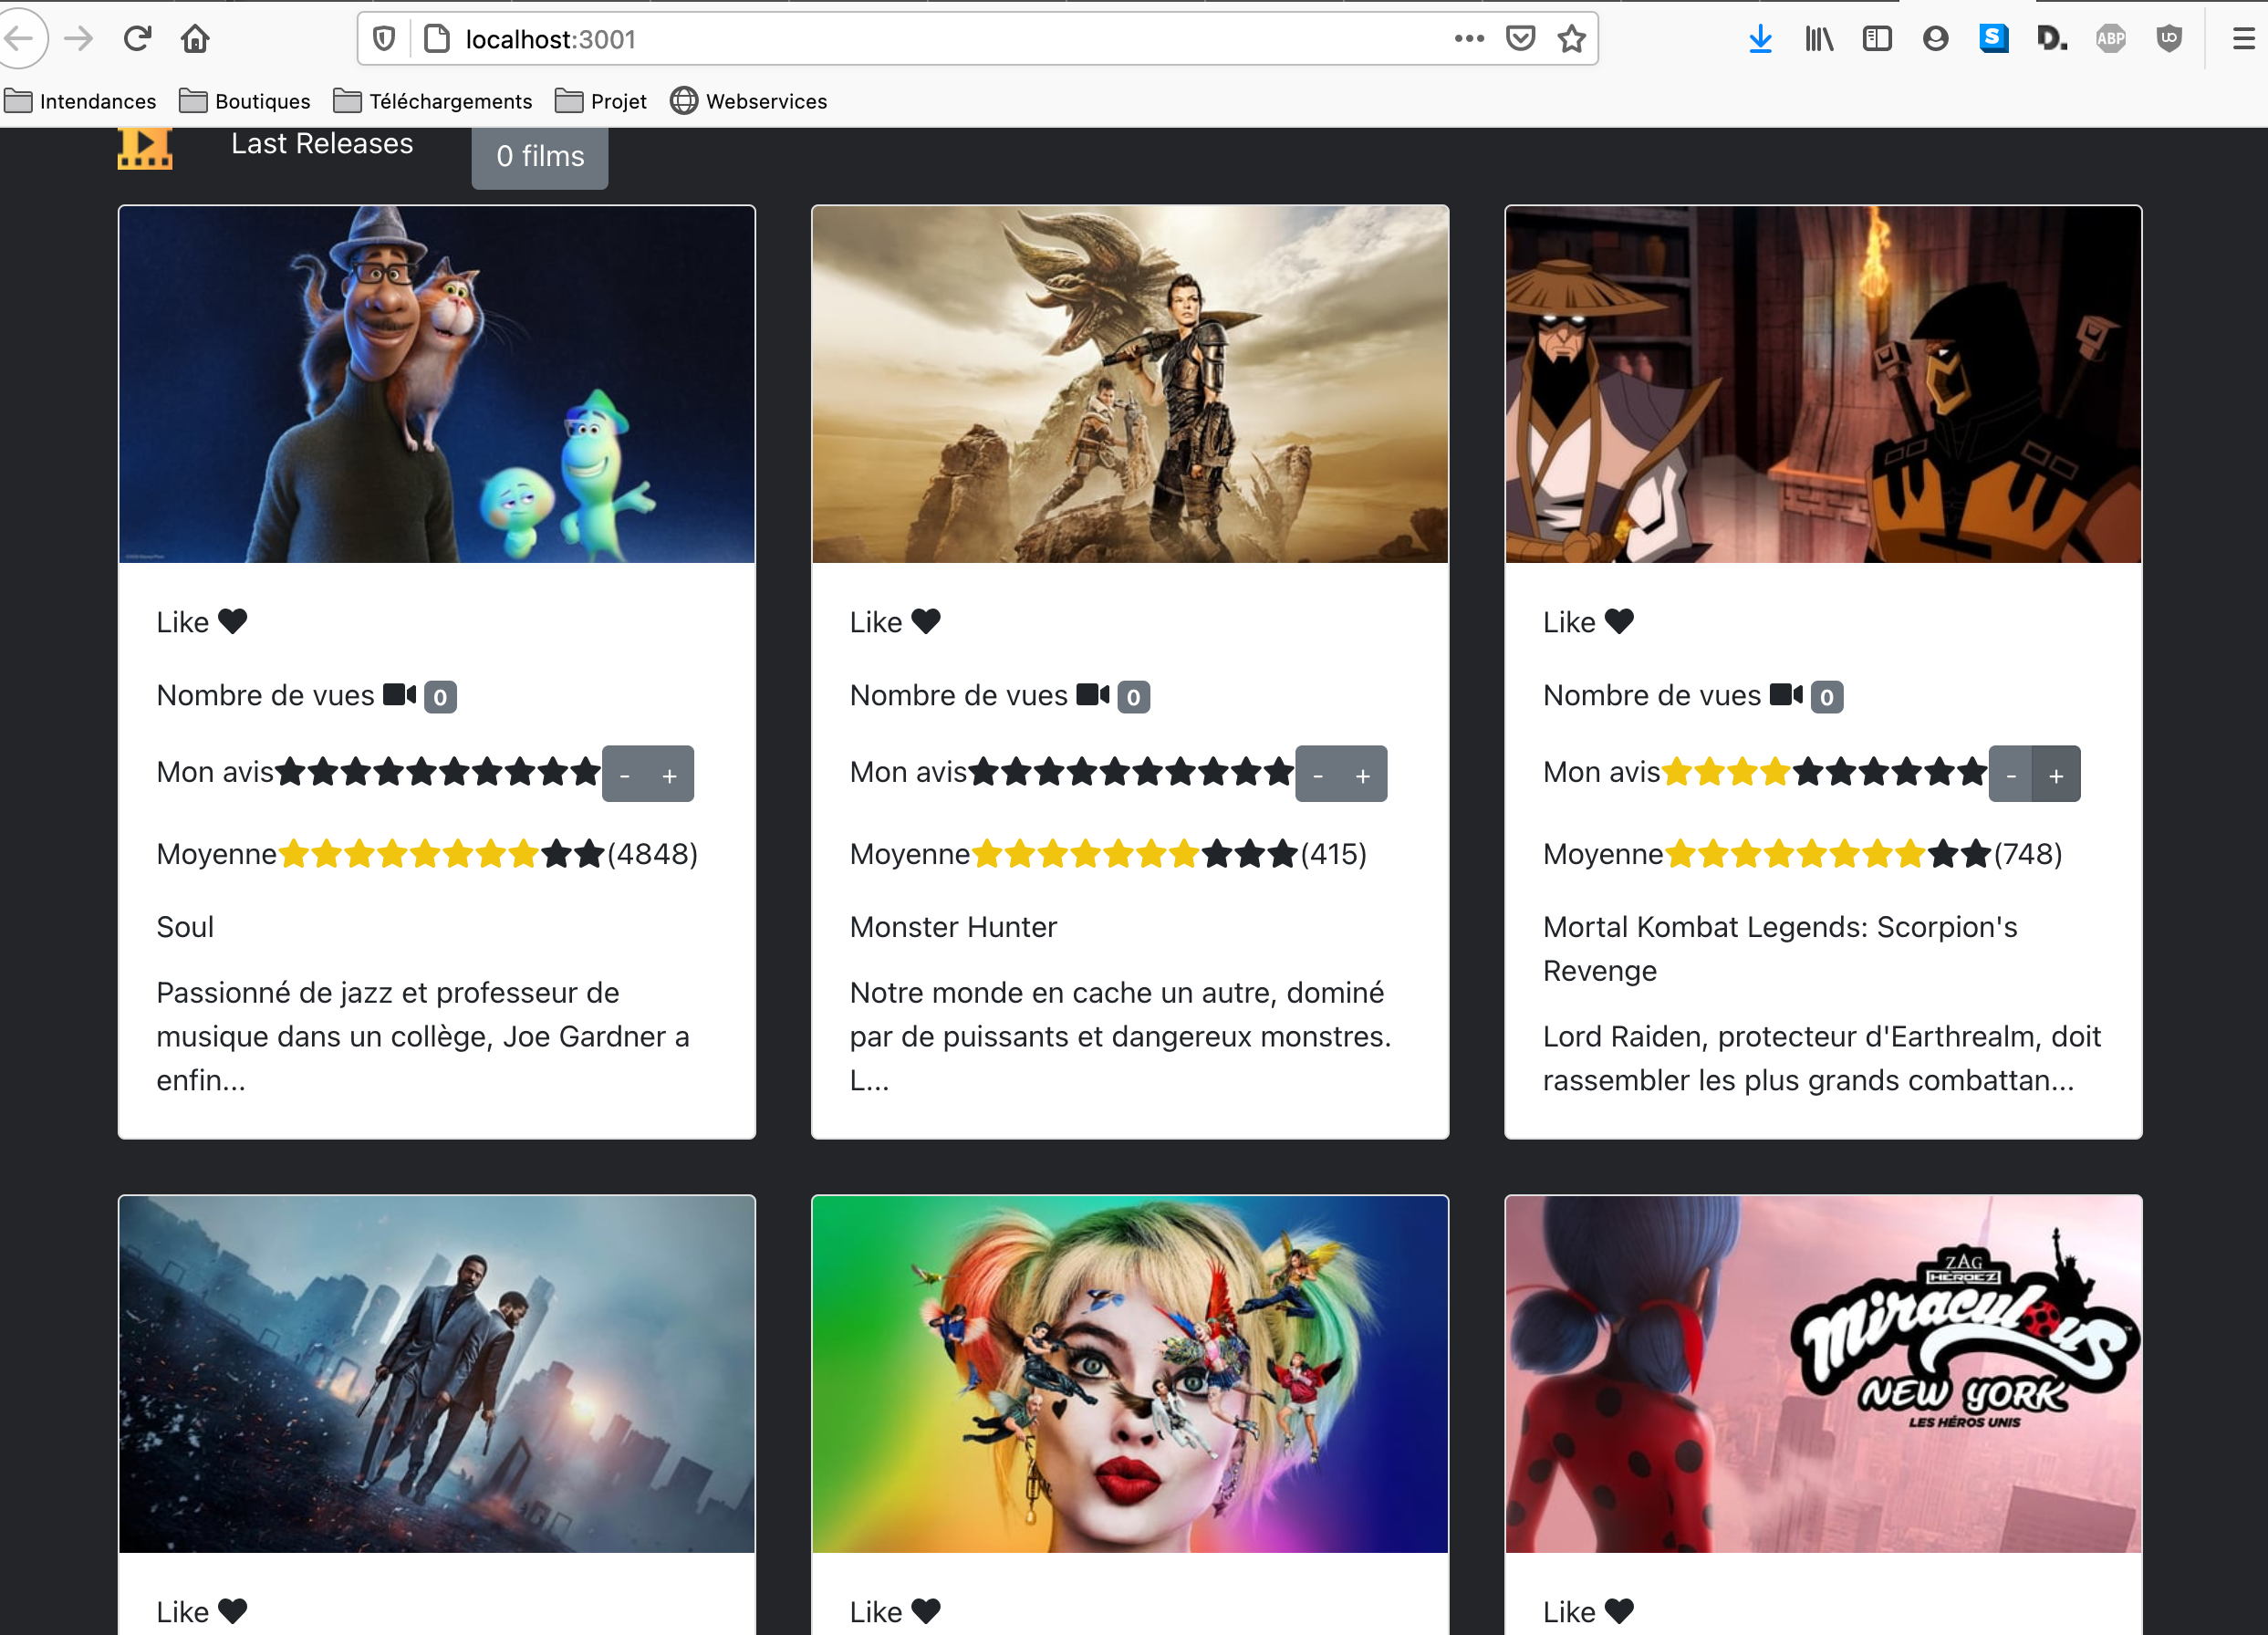 localhost:3001
S
D.
ABP
Intendances Boutiques Téléchargements Projet Webservices
Last Releases
0 films
Like
Nombre de vues 0
Mon avis - +
Moyenne (4848)
Soul
Passionné de jazz et professeur de
musique dans un collège, Joe Gardner a
enfin...
Like
Nombre de vues 0
Mon avis - +
Moyenne (415)
Monster Hunter
Notre monde en cache un autre, dominé
par de puissants et dangereux monstres.
L...
Like
Nombre de vues 0
Mon avis - +
Moyenne (748)
Mortal Kombat Legends: Scorpion's
Revenge
Lord Raiden, protecteur d'Earthrealm, doit
rassembler les plus grands combattan...
Like
Like
ZAG
HEROEZ
Miraculous
NEW YORK
LES HÉROS UNIS
Like